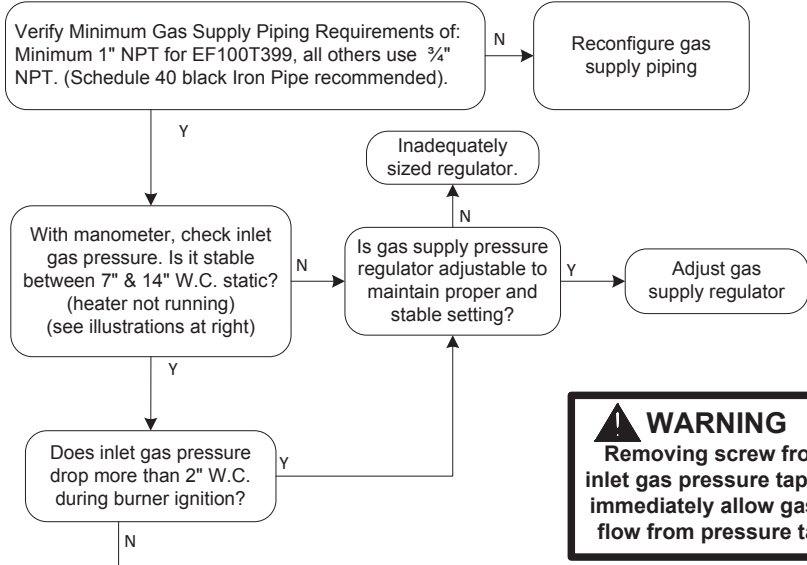 Verify Minimum Gas Supply Piping Requirements of:
Minimum 1" NPT for EF100T399, all others use ¾"
NPT. (Schedule 40 black Iron Pipe recommended).
N
Reconfigure gas
supply piping
Y
Inadequately
sized regulator.
N
With manometer, check inlet
gas pressure. Is it stable
between 7" & 14" W.C. static?
(heater not running)
(see illustrations at right)
N
Is gas supply pressure
regulator adjustable to
maintain proper and
stable setting?
Y
Adjust gas
supply regulator
Y
Does inlet gas pressure
drop more than 2" W.C.
during burner ignition?
Y
N
WARNING
Removing screw fro
inlet gas pressure tap
immediately allow gas
flow from pressure ta